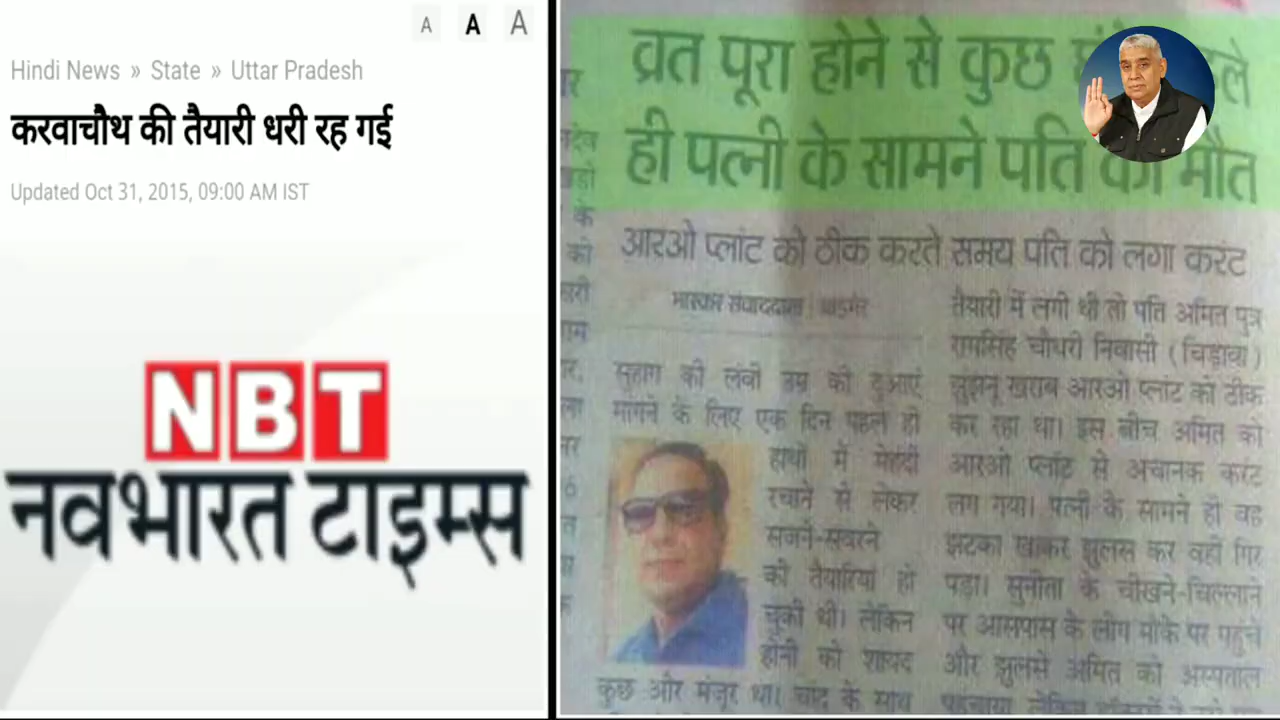 A A A
Hindi News » State » Uttar Pradesh
करवाचौथ की तैयारी धरी रह गई
Updated Oct 31, 2015, 09:00 AM IST
NBT
नवभारत टाइम्स
व्रत पूरा होने से कुछ
ही पत्नी के सामने पति की मौत
आरओ प्लांट को ठीक करते समय पति को लगा करंट
भास्कर संवाददाता | बाड़मेर
सुहाग की लंबी उम्र की दुआएं
मांगने के लिए एक दिन पहले ही
हाथों में मेहंदी
रचाने से लेकर
सजने-संवरने
की तैयारियां हो
चुकी थी। लेकिन
होनी को शायद
कुछ और मंजूर था। चांद के साथ
तैयारी में लगी थी तो पति अमित पुत्र
रामसिंह चौधरी निवासी (चिड़ावा)
झुंझनू खराब आरओ प्लांट को ठीक
कर रहा था। इस बीच अमित को
आरओ प्लांट से अचानक करंट
लग गया। पत्नी के सामने ही वह
झटका खाकर झुलस कर वहीं गिर
पड़ा। सुनीता के चीखने-चिल्लाने
पर आसपास के लोग मौके पर पहुंचे
और झुलसे अमित को अस्पताल
पहुंचाया, लेकिन